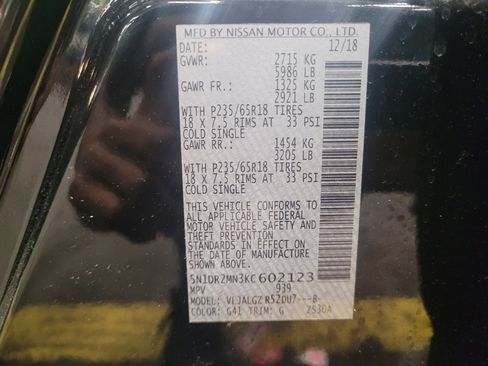 MFD BY NISSAN MOTOR CO., LTD.
DATE: 12/18
GVWR: 2715 KG
5986 LB
GAWR FR.: 1325 KG
2921 LB
WITH P235/65R18 TIRES
18 X 7.5 RIMS AT 33 PSI
COLD SINGLE
GAWR RR.: 1454 KG
3205 LB
WITH P235/65R18 TIRES
18 X 7.5 RIMS AT 33 PSI
COLD SINGLE
THIS VEHICLE CONFORMS TO
ALL APPLICABLE FEDERAL
MOTOR VEHICLE SAFETY AND
THEFT PREVENTION
STANDARDS IN EFFECT ON
THE DATE OF MANUFACTURE
SHOWN ABOVE.
5N1DR2MN3KC602123
MPV 939
MODEL: VLJALGZ R52DU7---B-
COLOR: G41 TRIM: G 2S30A